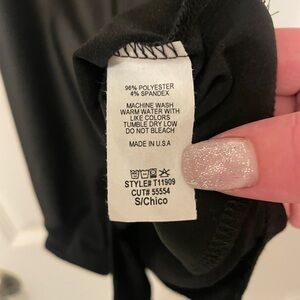 96% POLYESTER
4% SPANDEX
MACHINE WASH
WARM WATER WITH
LIKE COLORS
TUMBLE DRY LOW
DO NOT BLEACH
MADE IN U.S.A
STYLE# T11909
CUT# 55554
S/Chico